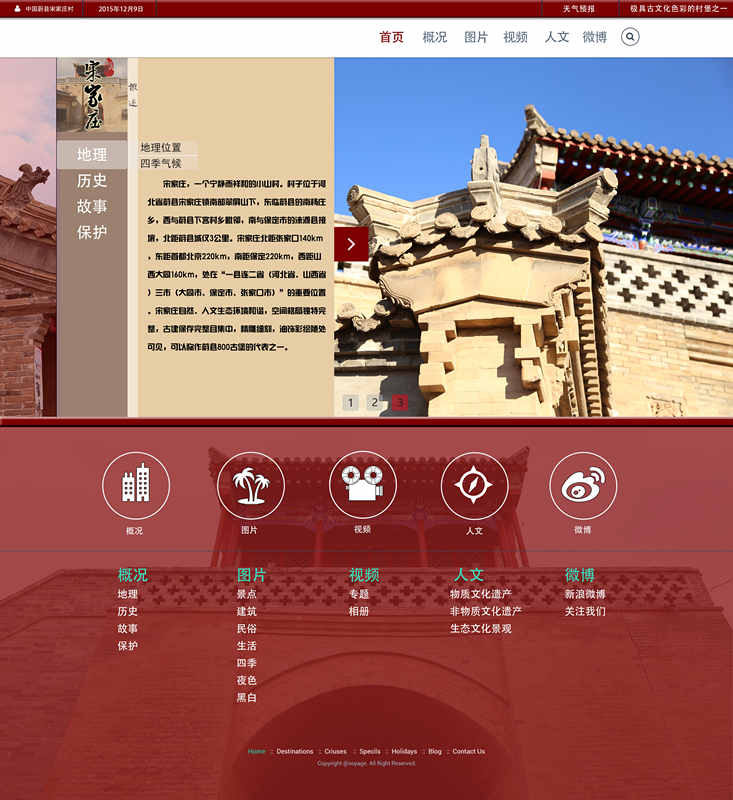 中国蔚县宋家庄村
2015年12月9日
天气预报
极具古文化色彩的村堡之一
首页 概况 图片 视频 人文 微博
宋家庄
地理
历史
故事
保护
地理位置
四季气候
宋家庄，一个宁静而祥和的小山村。村子位于河
北省蔚县宋家庄镇南部翠屏山下，东临蔚县的南杨庄
乡，西与蔚县下宫村乡毗邻，南与保定市的涞源县接
壤，北距蔚县城仅3公里。宋家庄北距张家口140km
、东距首都北京220km，南距保定220km，西距山
西大同160km，处在“一县连二省（河北省、山西省
）三市（大同市、保定市、张家口市）”的重要位置
。宋家庄自然、人文生态环境和谐，空间格局独特完
整，古建保存完整且集中，精雕细刻，油饰彩绘随处
可见，可以称作蔚县800古堡的代表之一。
1 2 3
概况 图片 视频 人文 微博
概况
地理
历史
故事
保护
图片
景点
建筑
民俗
生活
四季
夜色
黑白
视频
专题
相册
人文
物质文化遗产
非物质文化遗产
生态文化景观
微博
新浪微博
关注我们
Home :: Destinations :: Criuses :: Specils :: Holidays :: Blog :: Contact Us
Copyright @voyage. All Right Reserved.